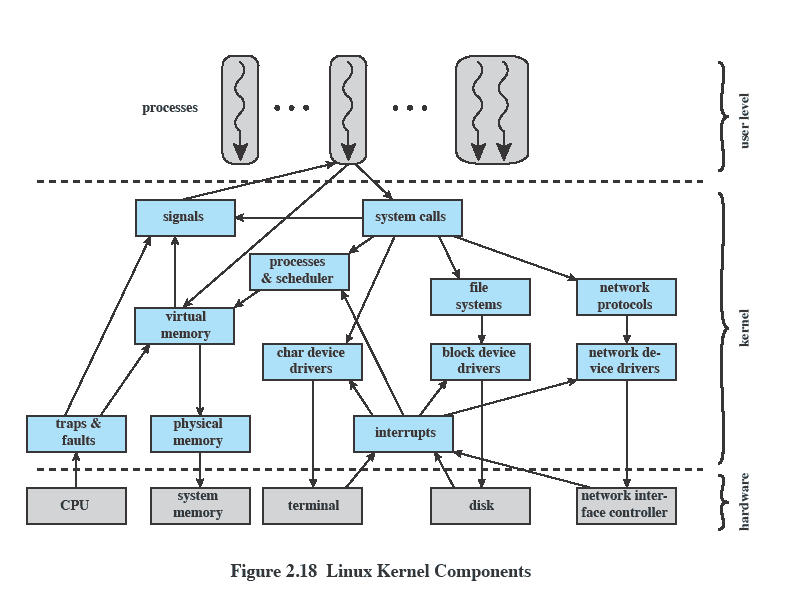 processes
user level
signals
system calls
processes
& scheduler
file
systems
network
protocols
virtual
memory
kernel
char device
drivers
block device
drivers
network de-
vice drivers
traps &
faults
physical
memory
interrupts
CPU
system
memory
terminal
disk
network inter-
face controller
hardware
Figure 2.18 Linux Kernel Components